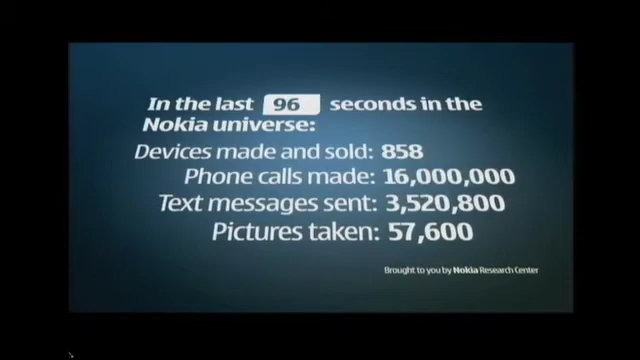 In the last 96 seconds in the
Nokia universe:
Devices made and sold: 858
Phone calls made: 16,000,000
Text messages sent: 3,520,800
Pictures taken: 57,600
Brought to you by Nokia Research Center